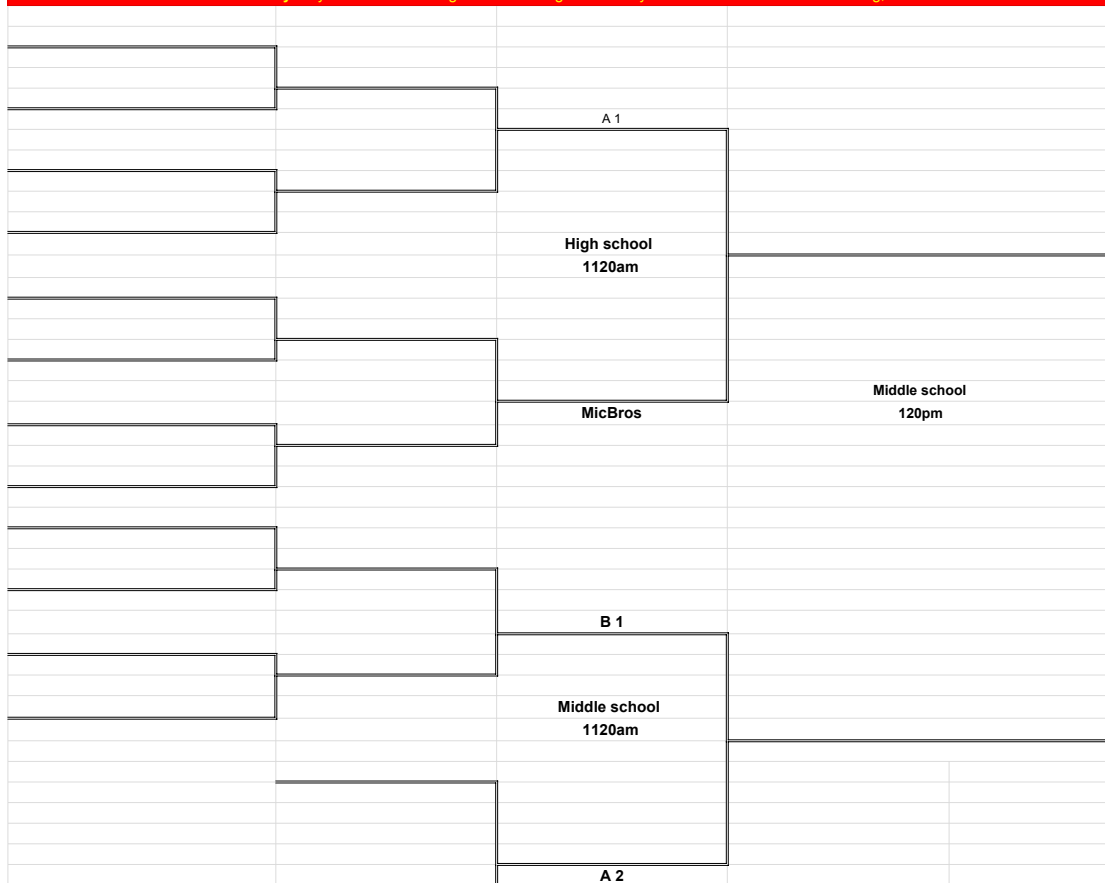 A 1
High school
1120am
Middle school
120pm
MicBros
B 1
Middle school
1120am
A 2